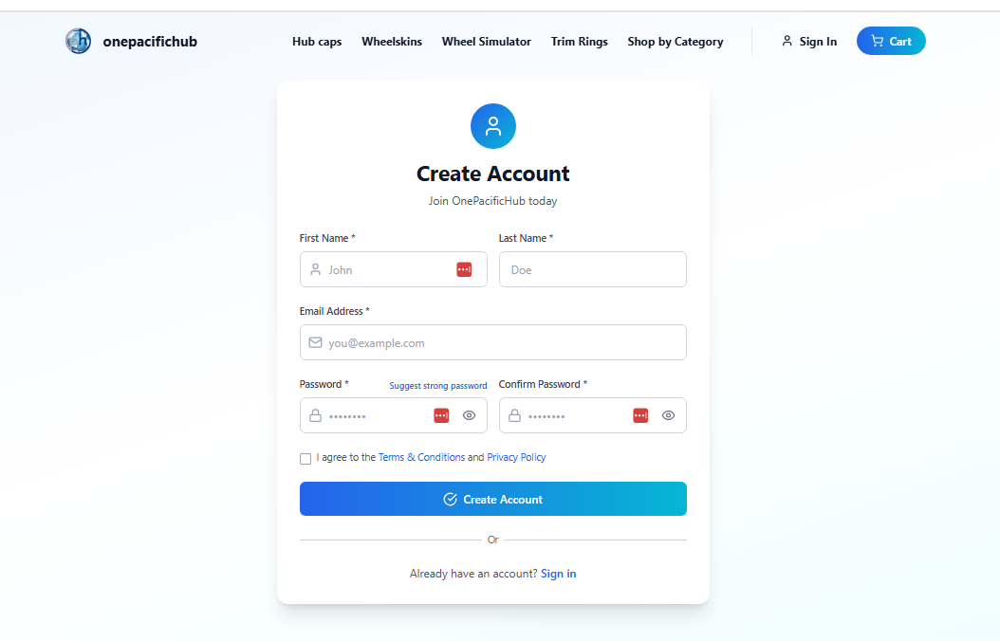 onepacifichub Hub caps Wheelskins Wheel Simulator Trim Rings Shop by Category Sign In Cart
Create Account
Join OnePacificHub today
First Name * Last Name *
John Doe
Email Address *
you@example.com
Password * Suggest strong password Confirm Password *
•••••••• ••••••••
I agree to the Terms & Conditions and Privacy Policy
Create Account
Or
Already have an account? Sign in